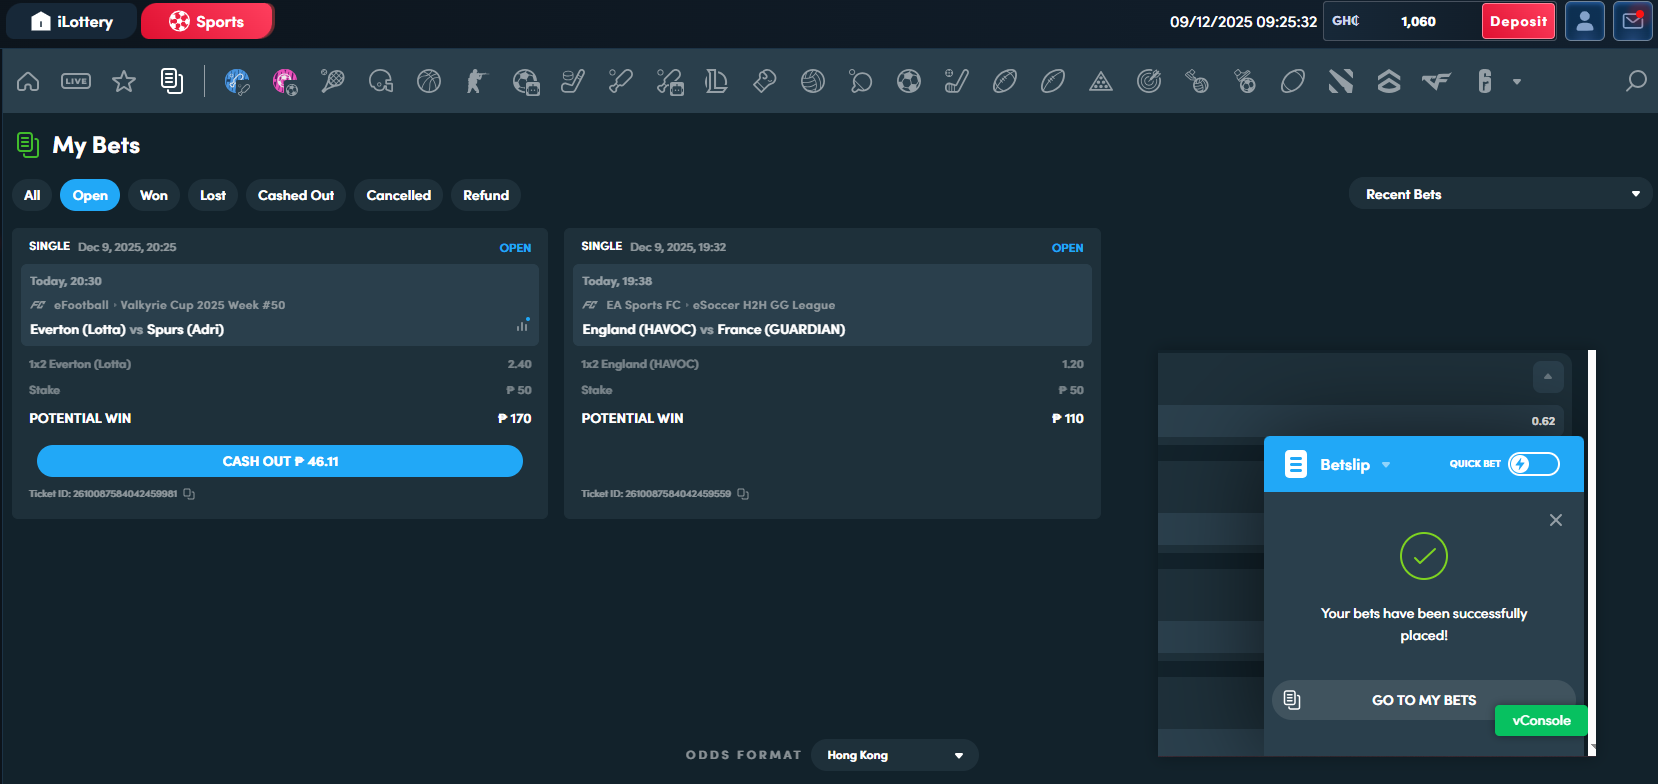 iLottery
Sports
09/12/2025 09:25:32
GH₵
1,060
Deposit
LIVE
My Bets
All
Open
Won
Lost
Cashed Out
Cancelled
Refund
Recent Bets
SINGLE Dec 9, 2025, 20:25
OPEN
Today, 20:30
eFootball · Valkyrie Cup 2025 Week #50
Everton (Lotta) vs Spurs (Adri)
1x2 Everton (Lotta)
2.40
Stake
₱ 50
POTENTIAL WIN
₱ 170
CASH OUT ₱ 46.11
Ticket ID: 2610087584042459981
SINGLE Dec 9, 2025, 19:32
OPEN
Today, 19:38
EA Sports FC · eSoccer H2H GG League
England (HAVOC) vs France (GUARDIAN)
1x2 England (HAVOC)
1.20
Stake
₱ 50
POTENTIAL WIN
₱ 110
Ticket ID: 2610087584042459559
0.62
Betslip
QUICK BET
Your bets have been successfully
placed!
GO TO MY BETS
vConsole
ODDS FORMAT
Hong Kong